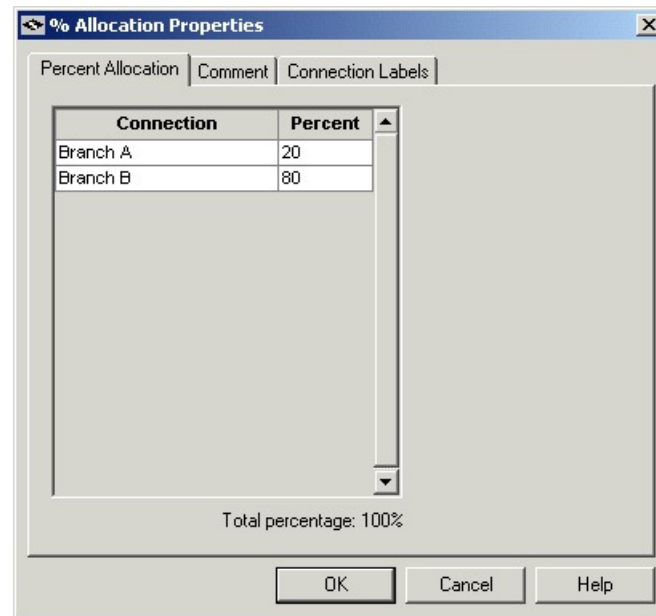 % Allocation Properties
Percent Allocation Comment Connection Labels
Connection Percent
Branch A 20
Branch B 80
Total percentage: 100%
OK Cancel Help